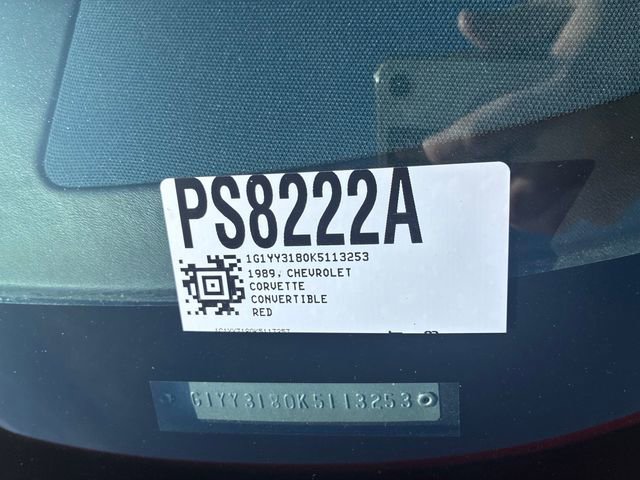 PS8222A
1G1YY3180K5113253
1989. CHEVROLET
CORVETTE
CONVERTIBLE
RED
G1YY3180K5113253